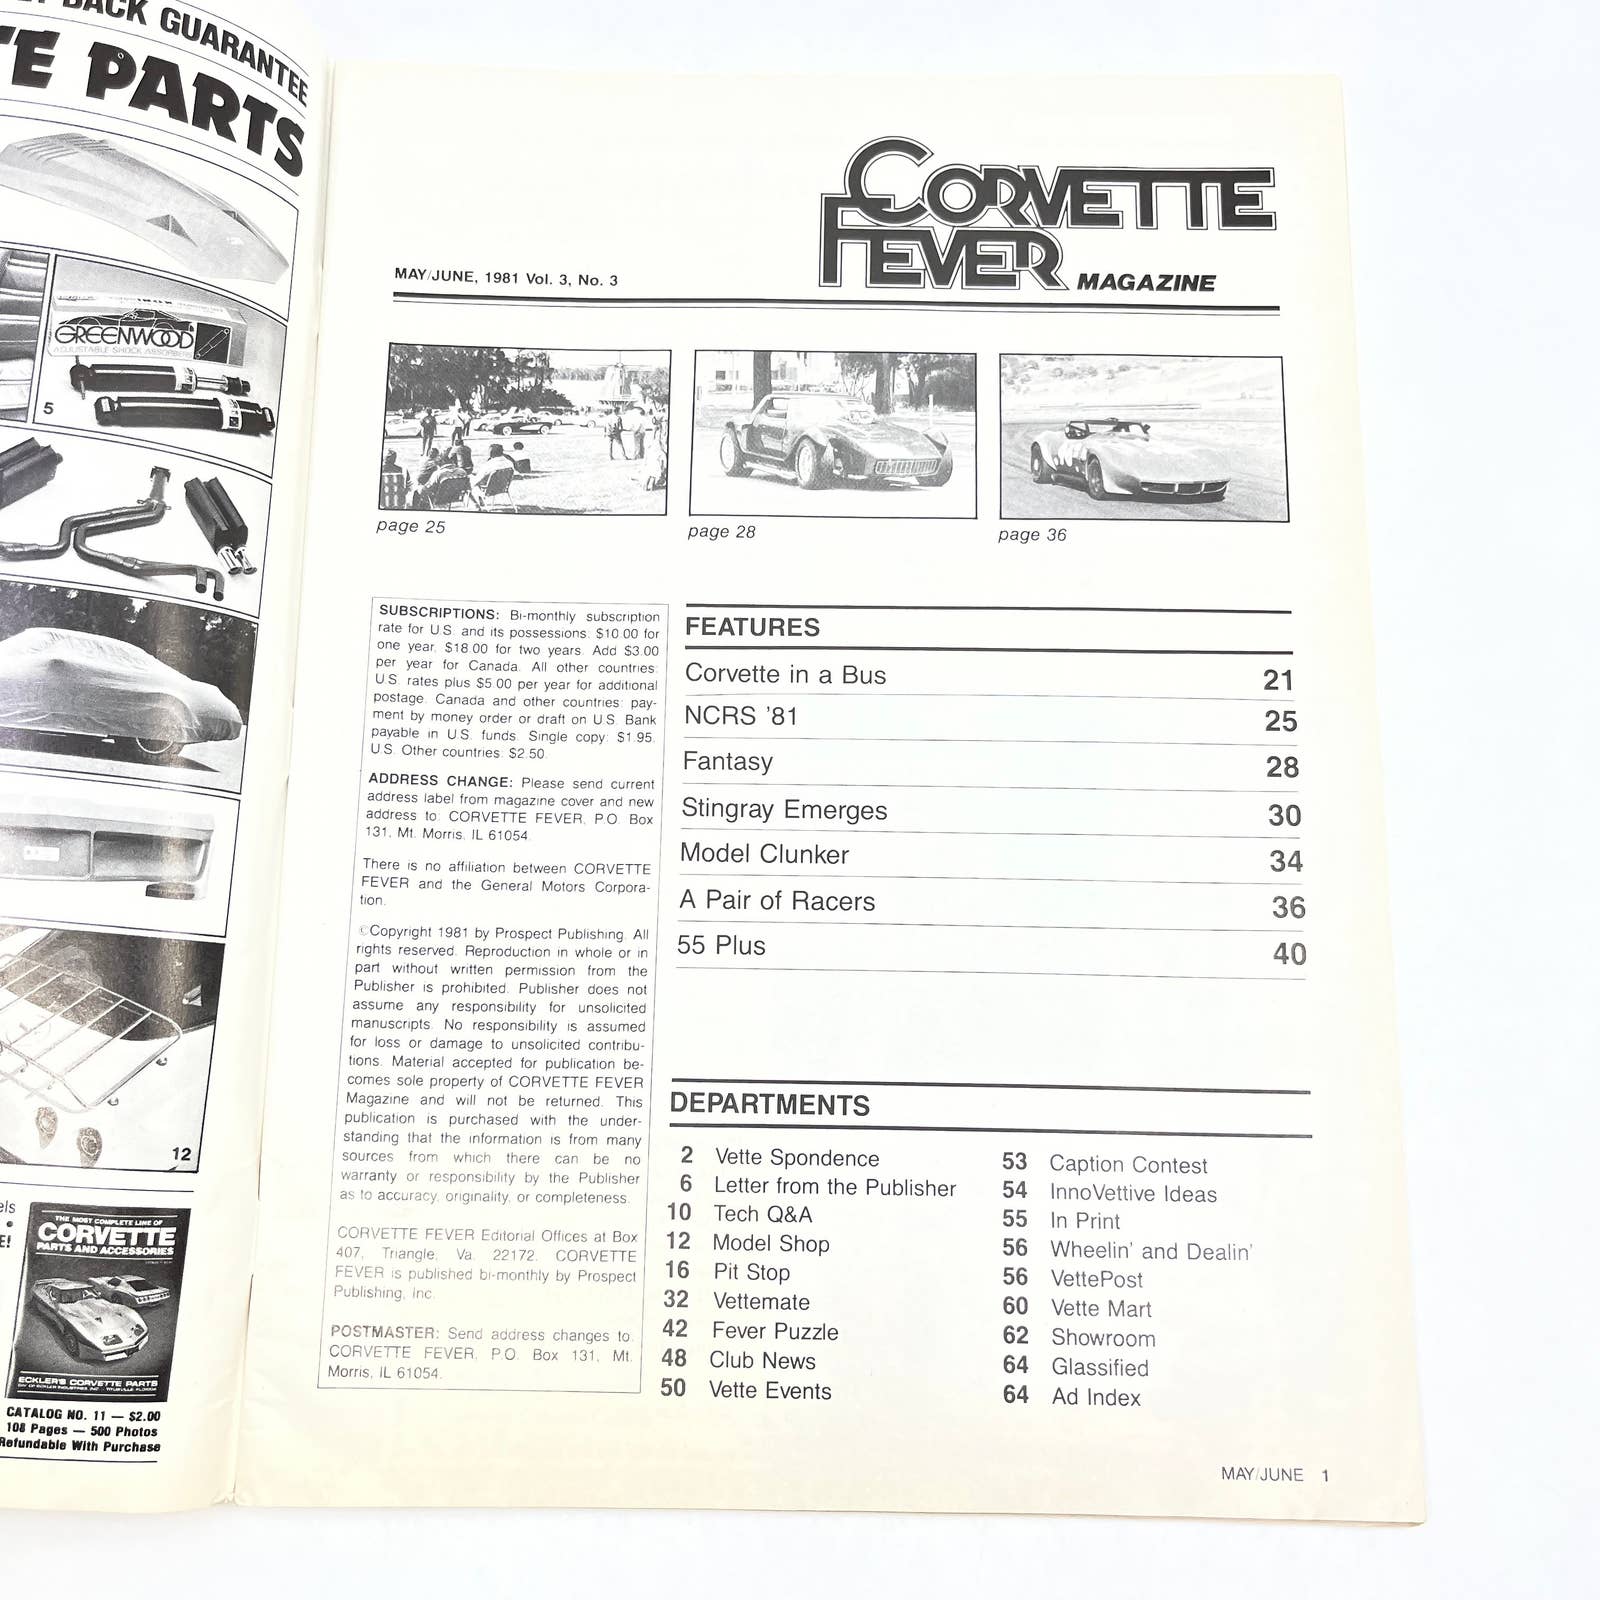 BACK GUARANTEE
TE PARTS
GREENWOOD
ADJUSTABLE SHOCK ABSORBERS
5
12
THE MOST COMPLETE LINE OF
CORVETTE
PARTS AND ACCESSORIES
ECKLER'S CORVETTE PARTS
CATALOG NO. 11 — $2.00
108 Pages — 500 Photos
Refundable With Purchase
CORVETTE
FEVER MAGAZINE
MAY/JUNE, 1981 Vol. 3, No. 3
page 25
page 28
page 36
SUBSCRIPTIONS: Bi-monthly subscription
rate for U.S. and its possessions: $10.00 for
one year, $18.00 for two years. Add $3.00
per year for Canada. All other countries:
U.S. rates plus $5.00 per year for additional
postage. Canada and other countries: pay-
ment by money order or draft on U.S. Bank
payable in U.S. funds. Single copy: $1.95.
U.S. Other countries: $2.50.
ADDRESS CHANGE: Please send current
address label from magazine cover and new
address to: CORVETTE FEVER, P.O. Box
131, Mt. Morris, IL 61054.
There is no affiliation between CORVETTE
FEVER and the General Motors Corpora-
tion.
©Copyright 1981 by Prospect Publishing. All
rights reserved. Reproduction in whole or in
part without written permission from the
Publisher is prohibited. Publisher does not
assume any responsibility for unsolicited
manuscripts. No responsibility is assumed
for loss or damage to unsolicited contribu-
tions. Material accepted for publication be-
comes sole property of CORVETTE FEVER
Magazine and will not be returned. This
publication is purchased with the under-
standing that the information is from many
sources from which there can be no
warranty or responsibility by the Publisher
as to accuracy, originality, or completeness.
CORVETTE FEVER Editorial Offices at Box
407, Triangle, Va. 22172. CORVETTE
FEVER is published bi-monthly by Prospect
Publishing, Inc.
POSTMASTER: Send address changes to:
CORVETTE FEVER, P.O. Box 131, Mt.
Morris, IL 61054.
FEATURES
Corvette in a Bus 21
NCRS '81 25
Fantasy 28
Stingray Emerges 30
Model Clunker 34
A Pair of Racers 36
55 Plus 40
DEPARTMENTS
2 Vette Spondence
6 Letter from the Publisher
10 Tech Q&A
12 Model Shop
16 Pit Stop
32 Vettemate
42 Fever Puzzle
48 Club News
50 Vette Events
53 Caption Contest
54 InnoVettive Ideas
55 In Print
56 Wheelin' and Dealin'
56 VettePost
60 Vette Mart
62 Showroom
64 Glassified
64 Ad Index
MAY/JUNE 1